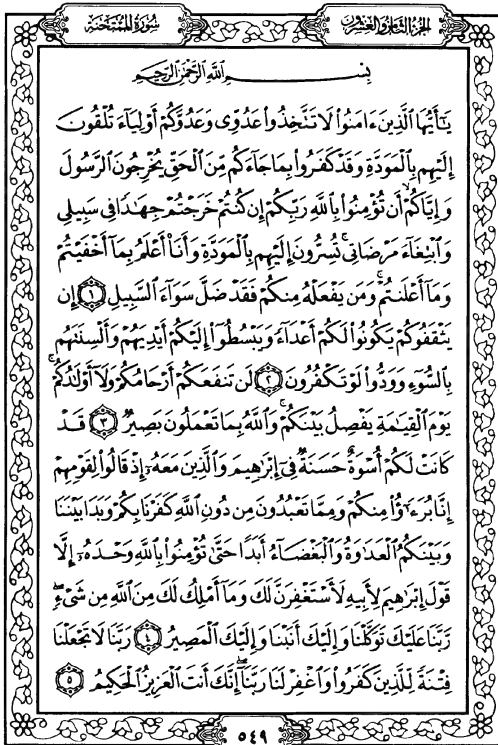 الجزء الثامن والعشرون سورة الممتحنة
بِسْمِ اللَّهِ الرَّحْمَٰنِ الرَّحِيمِ
يَٰٓأَيُّهَا ٱلَّذِينَ ءَامَنُوا۟ لَا تَتَّخِذُوا۟ عَدُوِّى وَعَدُوَّكُمْ أَوْلِيَآءَ تُلْقُونَ
إِلَيْهِم بِٱلْمَوَدَّةِ وَقَدْ كَفَرُوا۟ بِمَا جَآءَكُم مِّنَ ٱلْحَقِّ يُخْرِجُونَ ٱلرَّسُولَ
وَإِيَّاكُمْ ۙ أَن تُؤْمِنُوا۟ بِٱللَّهِ رَبِّكُمْ إِن كُنتُمْ خَرَجْتُمْ جِهَٰدًا فِى سَبِيلِى
وَٱبْتِغَآءَ مَرْضَاتِى ۚ تُسِرُّونَ إِلَيْهِم بِٱلْمَوَدَّةِ وَأَنَا۠ أَعْلَمُ بِمَآ أَخْفَيْتُمْ
وَمَآ أَعْلَنتُمْ ۚ وَمَن يَفْعَلْهُ مِنكُمْ فَقَدْ ضَلَّ سَوَآءَ ٱلسَّبِيلِ ١ إِن
يَثْقَفُوكُمْ يَكُونُوا۟ لَكُمْ أَعْدَآءً وَيَبْسُطُوٓا۟ إِلَيْكُمْ أَيْدِيَهُمْ وَأَلْسِنَتَهُم
بِٱلسُّوٓءِ وَوَدُّوا۟ لَوْ تَكْفُرُونَ ٢ لَن تَنفَعَكُمْ أَرْحَامُكُمْ وَلَآ أَوْلَٰدُكُمْ ۚ
يَوْمَ ٱلْقِيَٰمَةِ يَفْصِلُ بَيْنَكُمْ ۚ وَٱللَّهُ بِمَا تَعْمَلُونَ بَصِيرٌ ٣ قَدْ
كَانَتْ لَكُمْ أُسْوَةٌ حَسَنَةٌ فِىٓ إِبْرَٰهِيمَ وَٱلَّذِينَ مَعَهُۥٓ إِذْ قَالُوا۟ لِقَوْمِهِمْ
إِنَّا بُرَءَٰٓؤُا۟ مِنكُمْ وَمِمَّا تَعْبُدُونَ مِن دُونِ ٱللَّهِ كَفَرْنَا بِكُمْ وَبَدَا بَيْنَنَا
وَبَيْنَكُمُ ٱلْعَدَٰوَةُ وَٱلْبَغْضَآءُ أَبَدًا حَتَّىٰ تُؤْمِنُوا۟ بِٱللَّهِ وَحْدَهُۥٓ إِلَّا
قَوْلَ إِبْرَٰهِيمَ لِأَبِيهِ لَأَسْتَغْفِرَنَّ لَكَ وَمَآ أَمْلِكُ لَكَ مِنَ ٱللَّهِ مِن شَىْءٍ ۖ
رَّبَّنَا عَلَيْكَ تَوَكَّلْنَا وَإِلَيْكَ أَنَبْنَا وَإِلَيْكَ ٱلْمَصِيرُ ٤ رَبَّنَا لَا تَجْعَلْنَا
فِتْنَةً لِّلَّذِينَ كَفَرُوا۟ وَٱغْفِرْ لَنَا رَبَّنَآ ۖ إِنَّكَ أَنتَ ٱلْعَزِيزُ ٱلْحَكِيمُ ٥
٥٤٩